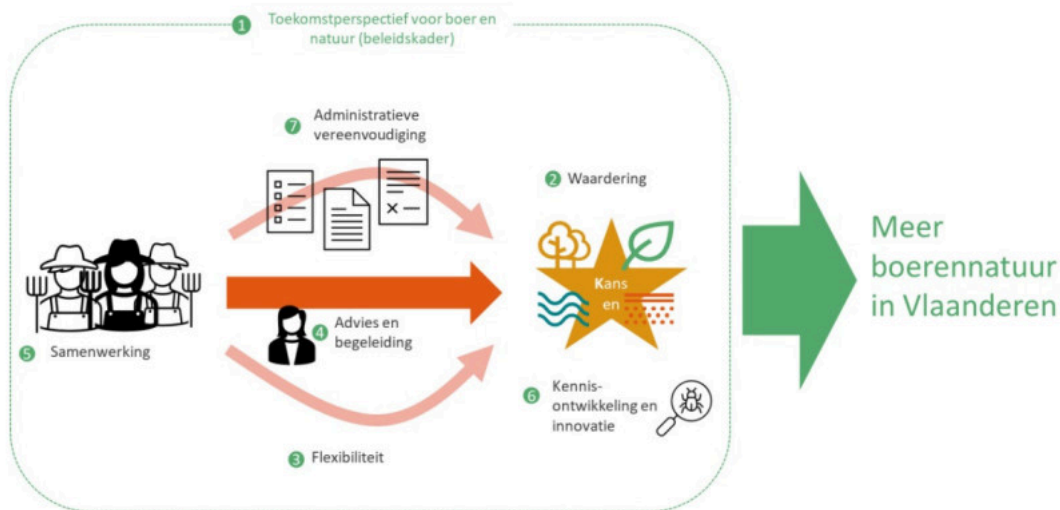 1 Toekomstperspectief voor boer en
natuur (beleidskader)
7 Administratieve
vereenvoudiging
2 Waardering
Kans
en
Meer
boerennatuur
in Vlaanderen
4 Advies en
begeleiding
5 Samenwerking
6 Kennis-
ontwikkeling en
innovatie
3 Flexibiliteit